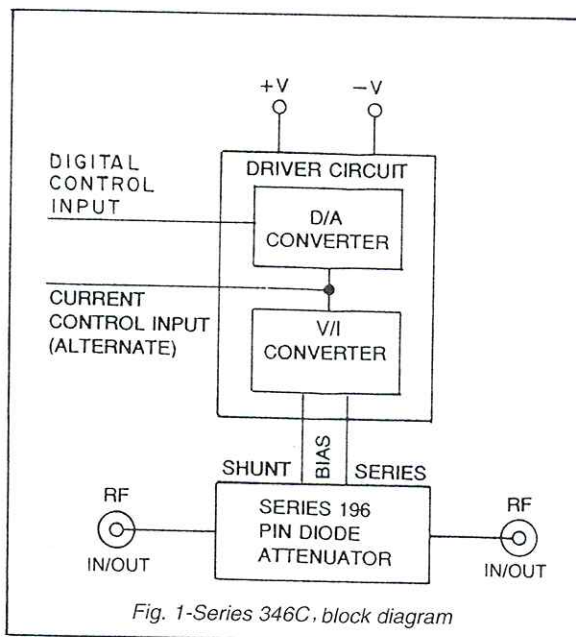 +V
−V
DRIVER CIRCUIT
DIGITAL
CONTROL
INPUT
D/A
CONVERTER
CURRENT
CONTROL INPUT
(ALTERNATE)
V/I
CONVERTER
SHUNT
BIAS
SERIES
RF
IN/OUT
SERIES 196
PIN DIODE
ATTENUATOR
RF
IN/OUT
Fig. 1-Series 346C, block diagram